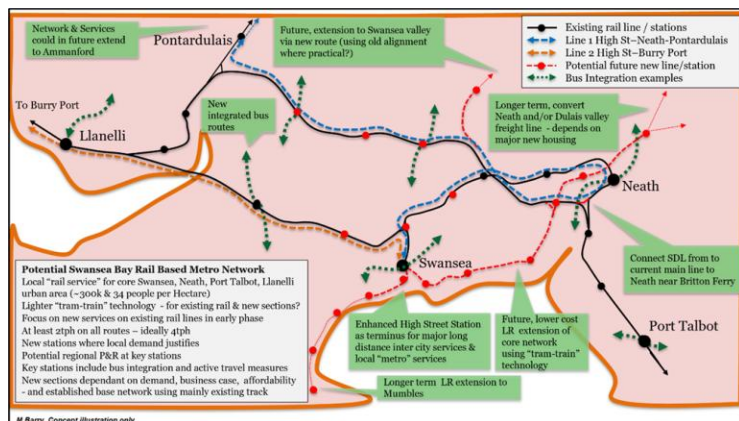 Network & Services
could in future extend
to Ammanford
Pontardulais
Future, extension to Swansea valley
via new route (using old alignment
where practical?)
Existing rail line / stations
Line 1 High St–Neath-Pontardulais
Line 2 High St–Burry Port
Potential future new line/station
Bus Integration examples
To Burry Port
Llanelli
New
integrated bus
routes
Longer term, convert
Neath and/or Dulais valley
freight line - depends on
major new housing
Neath
Swansea
Connect SDL from to
current main line to
Neath near Britton Ferry
Port Talbot
Potential Swansea Bay Rail Based Metro Network
Local "rail service" for core Swansea, Neath, Port Talbot, Llanelli
urban area (~300k & 34 people per Hectare)
Lighter "tram-train" technology - for existing rail & new sections?
Focus on new services on existing rail lines in early phase
At least 2tph on all routes – ideally 4tph
New stations where local demand justifies
Potential regional P&R at key stations
Key stations include bus integration and active travel measures
New sections dependant on demand, business case, affordability
- and established base network using mainly existing track
Enhanced High Street Station
as terminus for major long
distance inter city services &
local "metro" services
Future, lower cost
LR extension of
core network
using "tram-train"
technology
Longer term LR extension to
Mumbles
M Barry, Concept illustration only